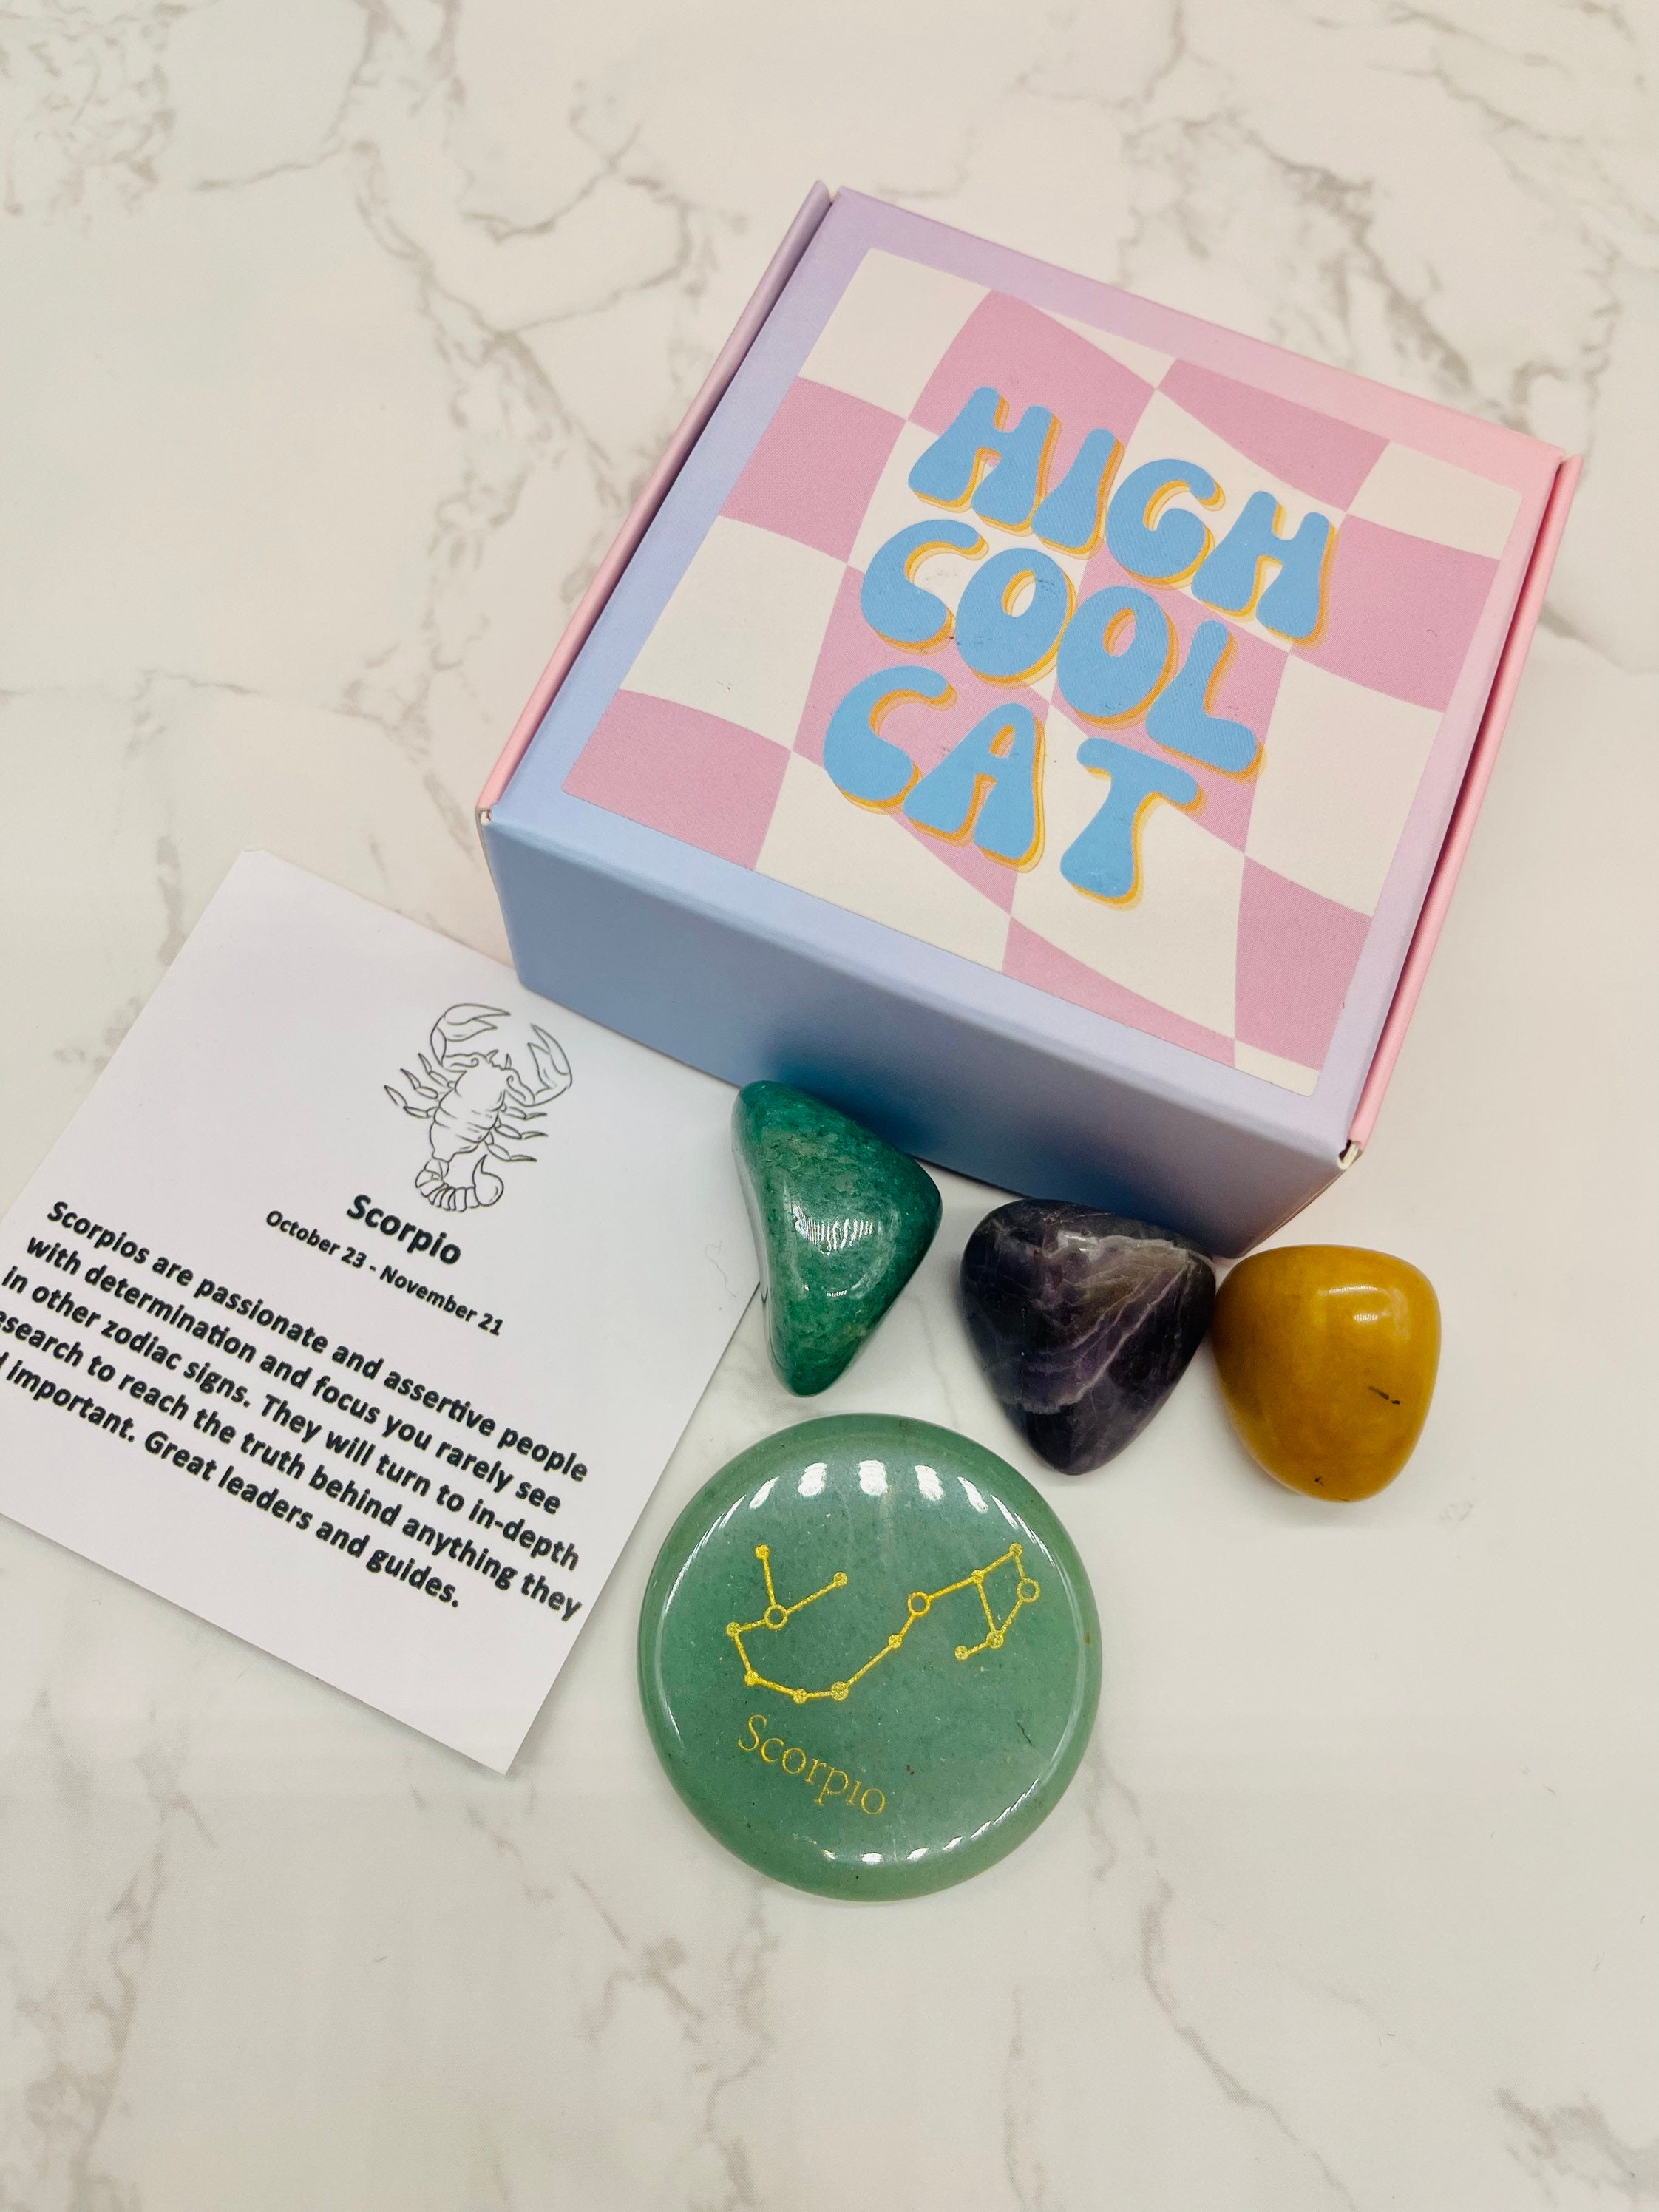 HIGH
COOL
CAT
Scorpio
October 23 - November 21
Scorpios are passionate and assertive people
with determination and focus you rarely see
in other zodiac signs. They will turn to in-depth
to reach the truth behind anything they
important. Great leaders and guides.
Scorpio